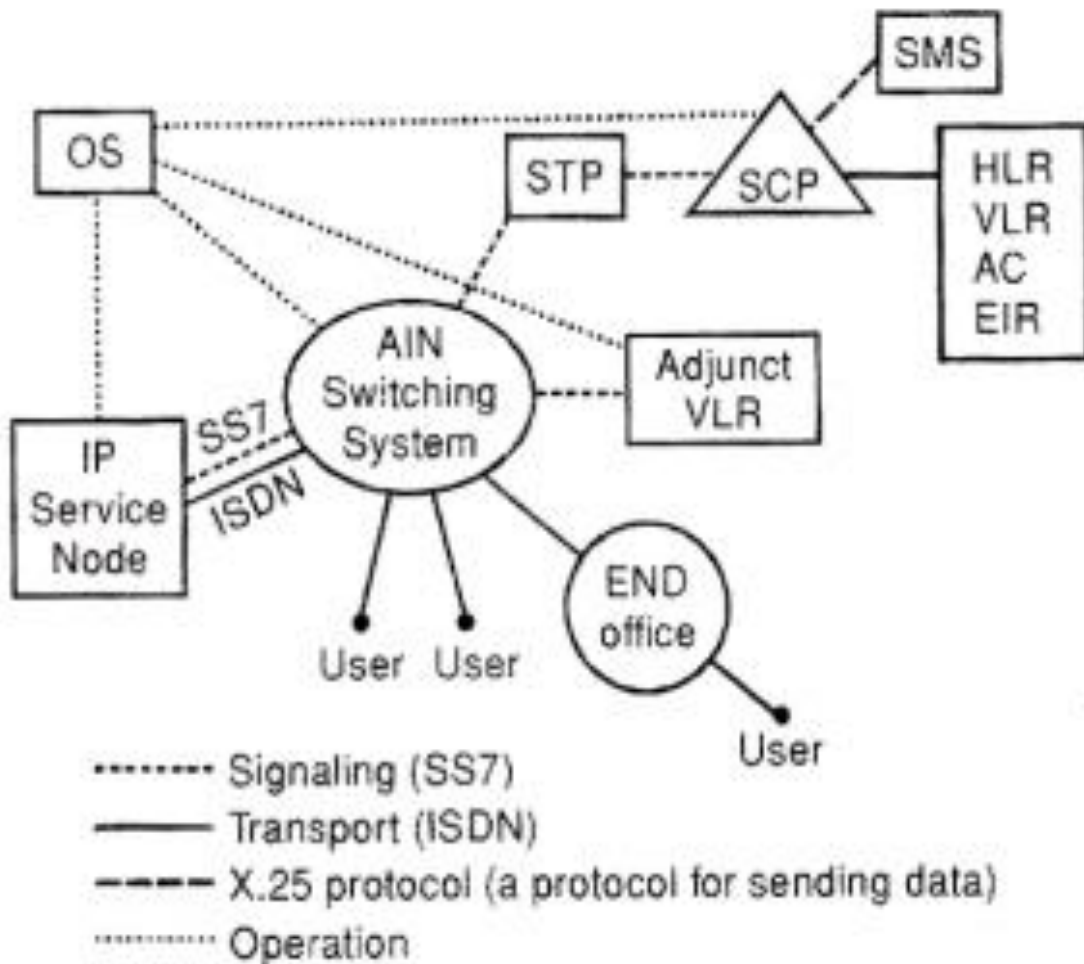 SMS
OS
STP
SCP
HLR
VLR
AC
EIR
AIN
Switching
System
Adjunct
VLR
SS7
ISDN
IP
Service
Node
END
office
User User
User
Signaling (SS7)
Transport (ISDN)
X.25 protocol (a protocol for sending data)
Operation